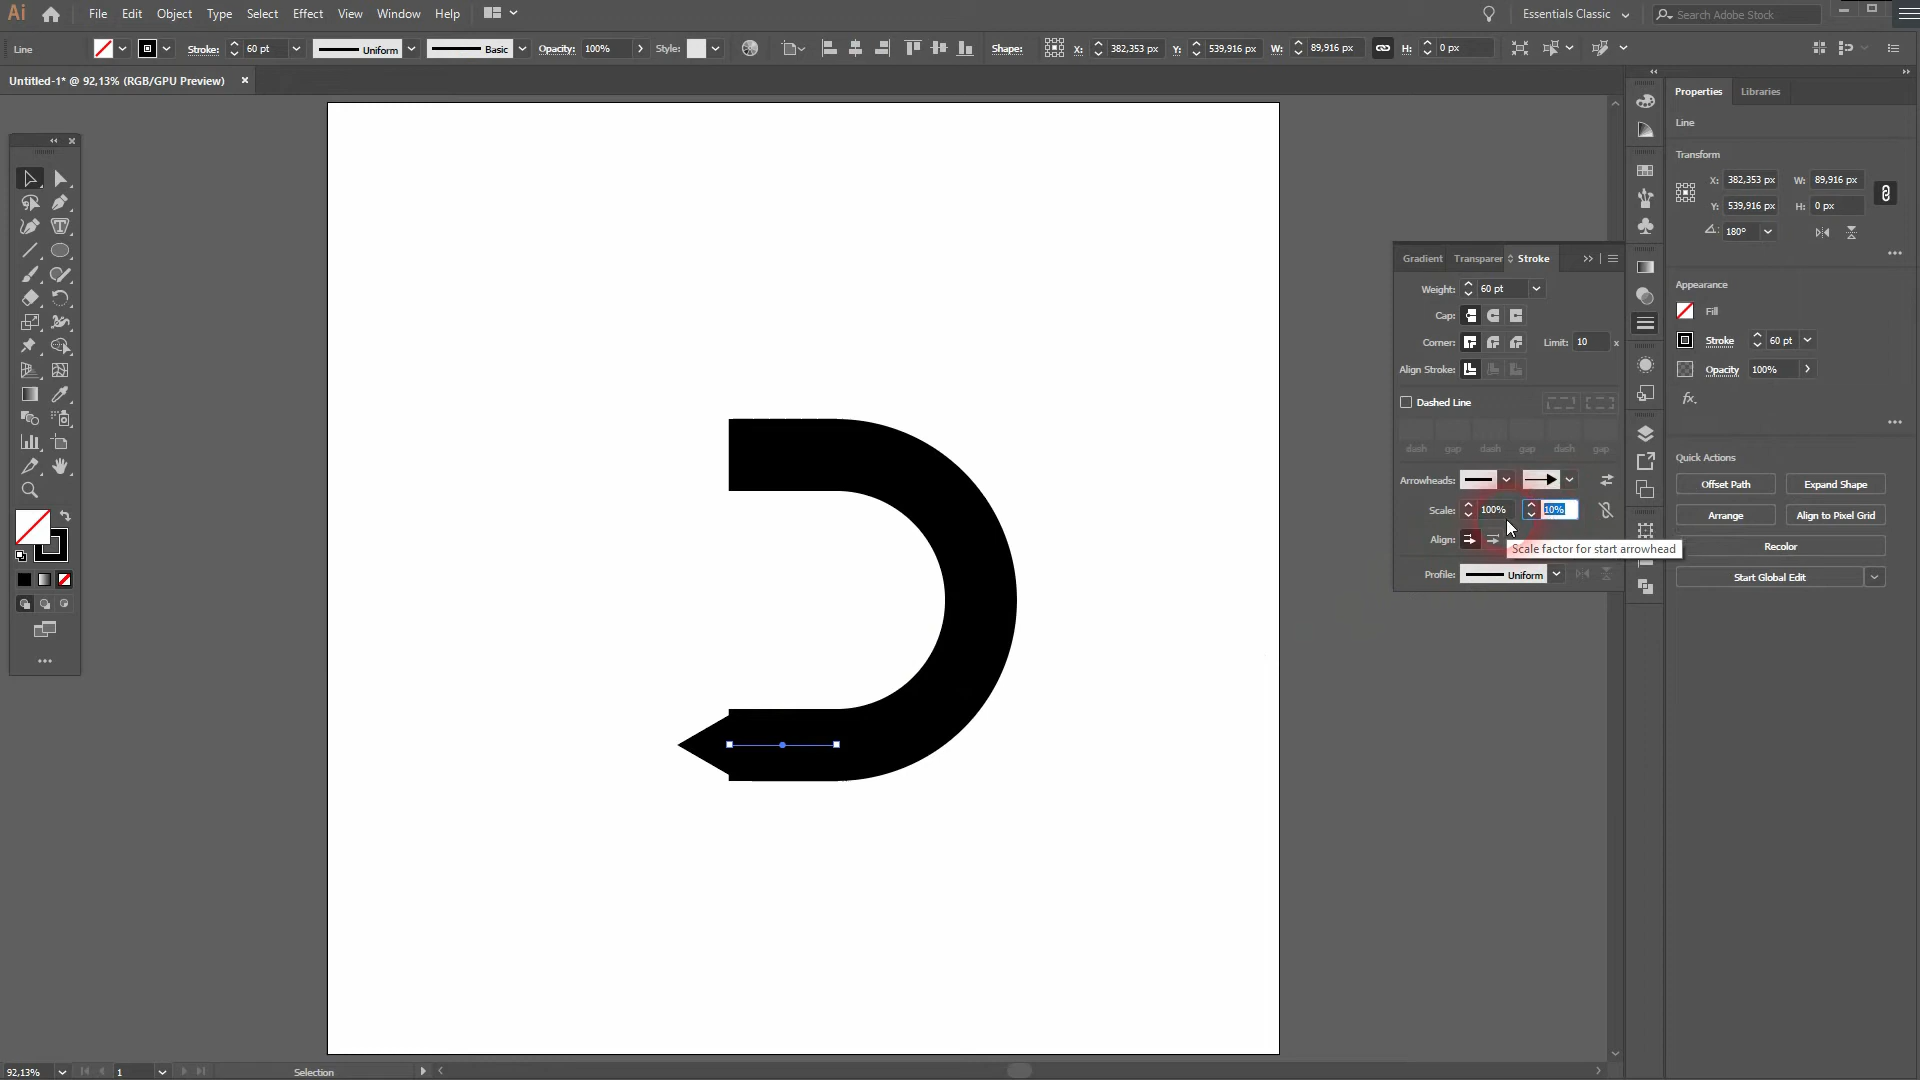 Ai File Edit Object Type Select Effect View Window Help Essentials Classic Search Adobe Stock
Line Stroke: 60 pt Uniform Basic Opacity: 100% Style: Shape: X: 382,353 px Y: 539,916 px W: 89,916 px H: 0 px
Untitled-1* @ 92,13% (RGB/GPU Preview) ×
Properties Libraries
Line
Transform
X: 382,353 px W: 89,916 px
Y: 539,916 px H: 0 px
180°
Gradient Transparer Stroke
Weight: 60 pt
Cap:
Corner: Limit: 10 x
Align Stroke:
Dashed Line
dash gap dash gap dash gap
Arrowheads:
Scale: 100% 10%
Align:
Scale factor for start arrowhead
Profile: Uniform
Appearance
Fill
Stroke 60 pt
Opacity 100%
fx.
Quick Actions
Offset Path Expand Shape
Arrange Align to Pixel Grid
Recolor
Start Global Edit
92,13% 1 Selection